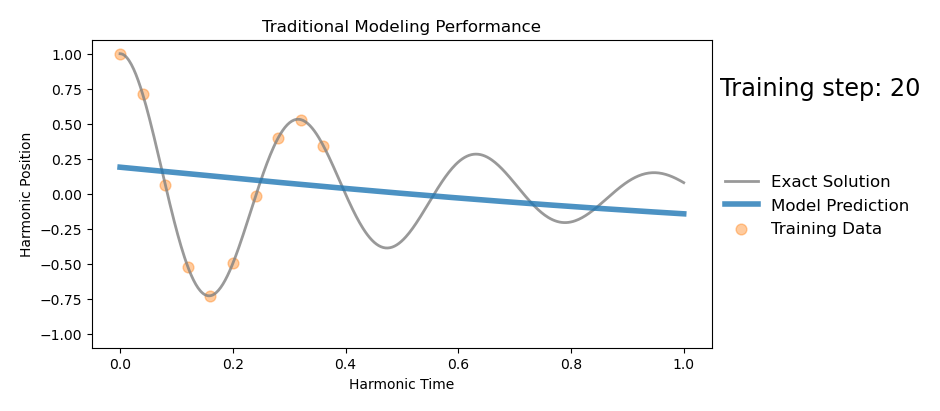 Traditional Modeling Performance
Training step: 20
Harmonic Position
1.00
0.75
0.50
0.25
0.00
−0.25
−0.50
−0.75
−1.00
0.0 0.2 0.4 0.6 0.8 1.0
Harmonic Time
Exact Solution
Model Prediction
Training Data